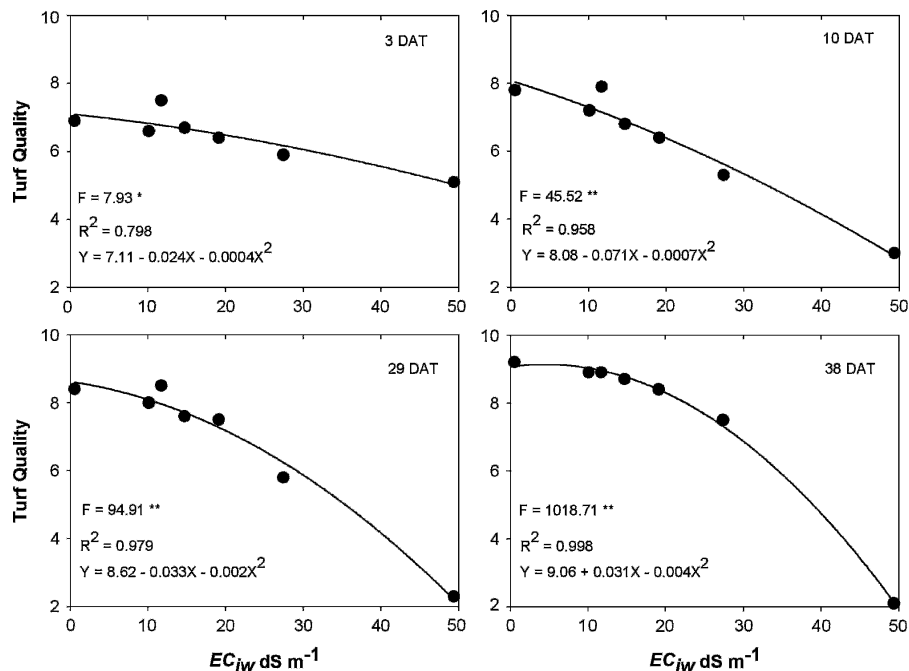 10
3 DAT
8
Turf Quality
6
4
F = 7.93 *
R2 = 0.798
Y = 7.11 - 0.024X - 0.0004X2
2
0 10 20 30 40 50
10
10 DAT
8
6
4
F = 45.52 **
R2 = 0.958
Y = 8.08 - 0.071X - 0.0007X2
2
0 10 20 30 40 50
10
29 DAT
8
Turf Quality
6
4
F = 94.91 **
R2 = 0.979
Y = 8.62 - 0.033X - 0.002X2
2
0 10 20 30 40 50
ECiw dS m-1
10
38 DAT
8
6
4
F = 1018.71 **
R2 = 0.998
Y = 9.06 + 0.031X - 0.004X2
2
0 10 20 30 40 50
ECiw dS m-1